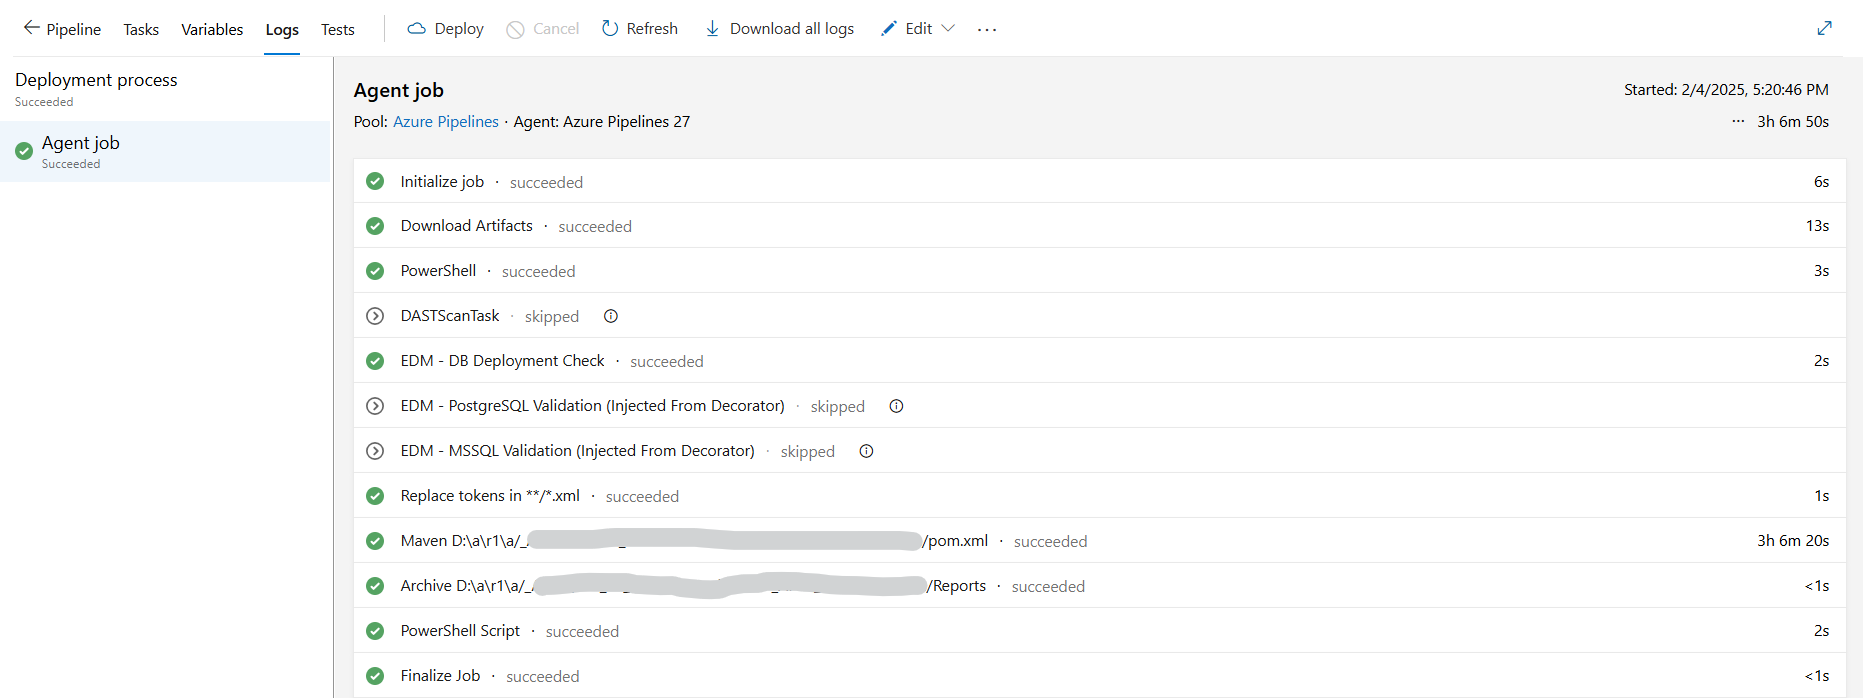 Pipeline Tasks Variables Logs Tests Deploy Cancel Refresh Download all logs Edit ...
Deployment process
Succeeded
Agent job
Succeeded
Agent job
Started: 2/4/2025, 5:20:46 PM
Pool: Azure Pipelines · Agent: Azure Pipelines 27
... 3h 6m 50s
Initialize job · succeeded 6s
Download Artifacts · succeeded 13s
PowerShell · succeeded 3s
DASTScanTask · skipped
EDM - DB Deployment Check · succeeded 2s
EDM - PostgreSQL Validation (Injected From Decorator) · skipped
EDM - MSSQL Validation (Injected From Decorator) · skipped
Replace tokens in **/*.xml · succeeded 1s
Maven D:\a\r1\a/_ /pom.xml · succeeded 3h 6m 20s
Archive D:\a\r1\a/_ /Reports · succeeded <1s
PowerShell Script · succeeded 2s
Finalize Job · succeeded <1s